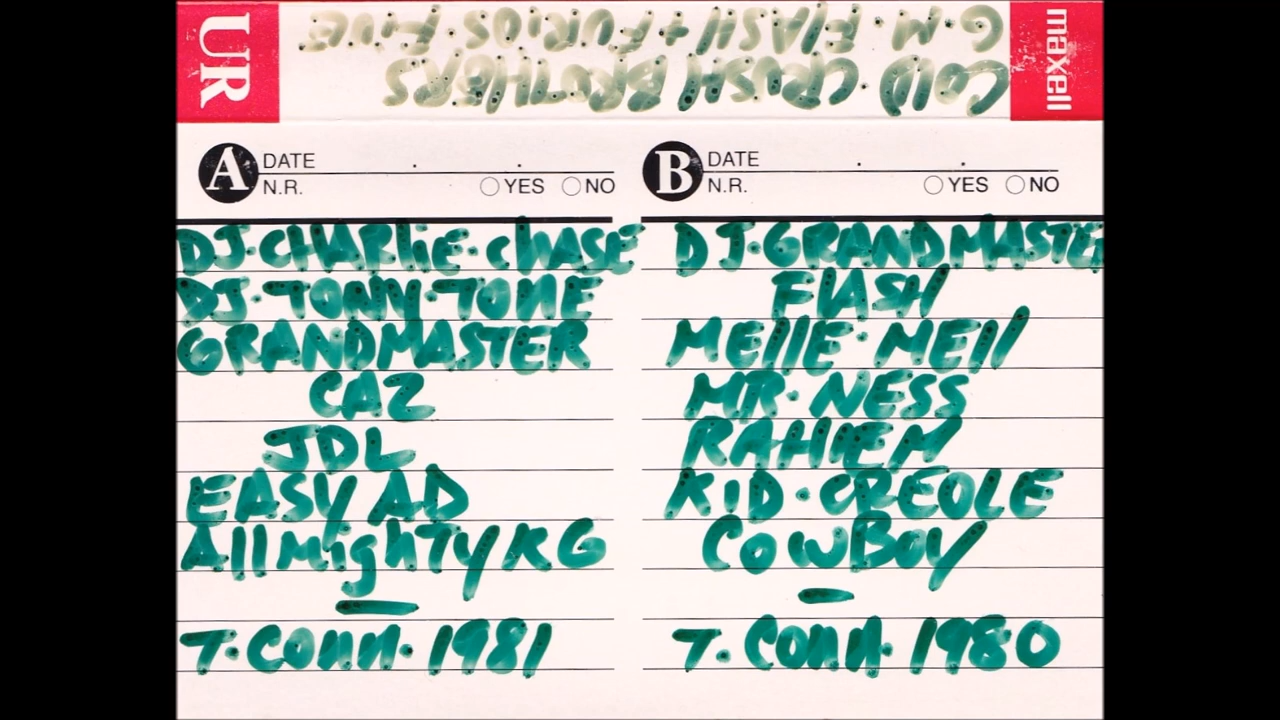 UR
maxell
G.M. FLASH + FURIOS FIVE
COLD CRUSH BROTHERS
A DATE
N.R. YES NO
DJ. CHARLIE. CHASE
DJ. TONY. TONE
GRANDMASTER
CAZ
JDL
EASY AD
AllMighTy KG
T. CONN. 1981
B DATE
N.R. YES NO
DJ. GRANDMASTER
FLASH
MElle. MEll
MR. NESS
RAHIEM
KID. CREOLE
CowBoy
T. CONN. 1980